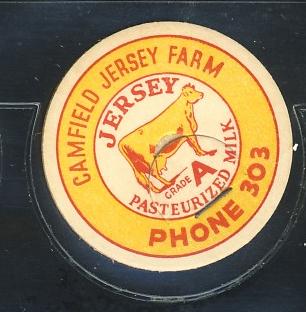 CAMFIELD JERSEY FARM
JERSEY
GRADE A
PASTEURIZED MILK
PHONE 303